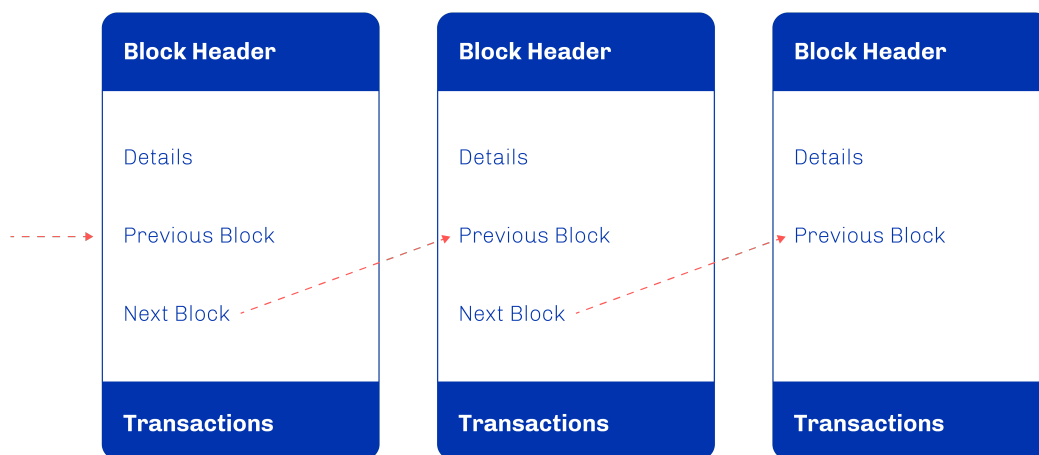 Block Header
Details
Previous Block
Next Block
Transactions
Block Header
Details
Previous Block
Next Block
Transactions
Block Header
Details
Previous Block
Transactions